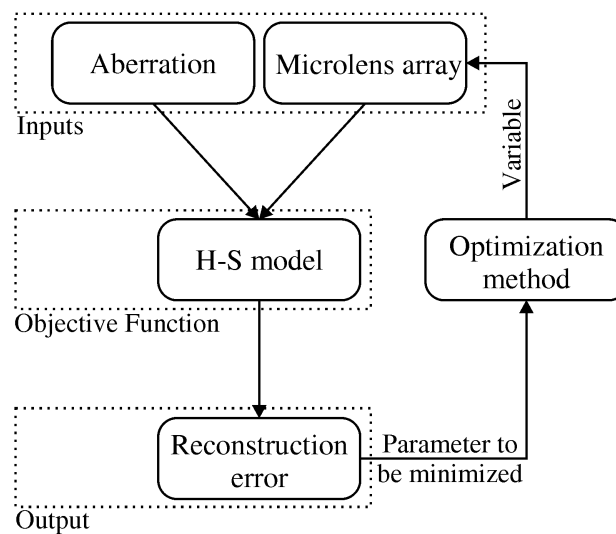 Aberration
Microlens array
Inputs
Variable
H-S model
Optimization
method
Objective Function
Reconstruction
error
Parameter to
be minimized
Output